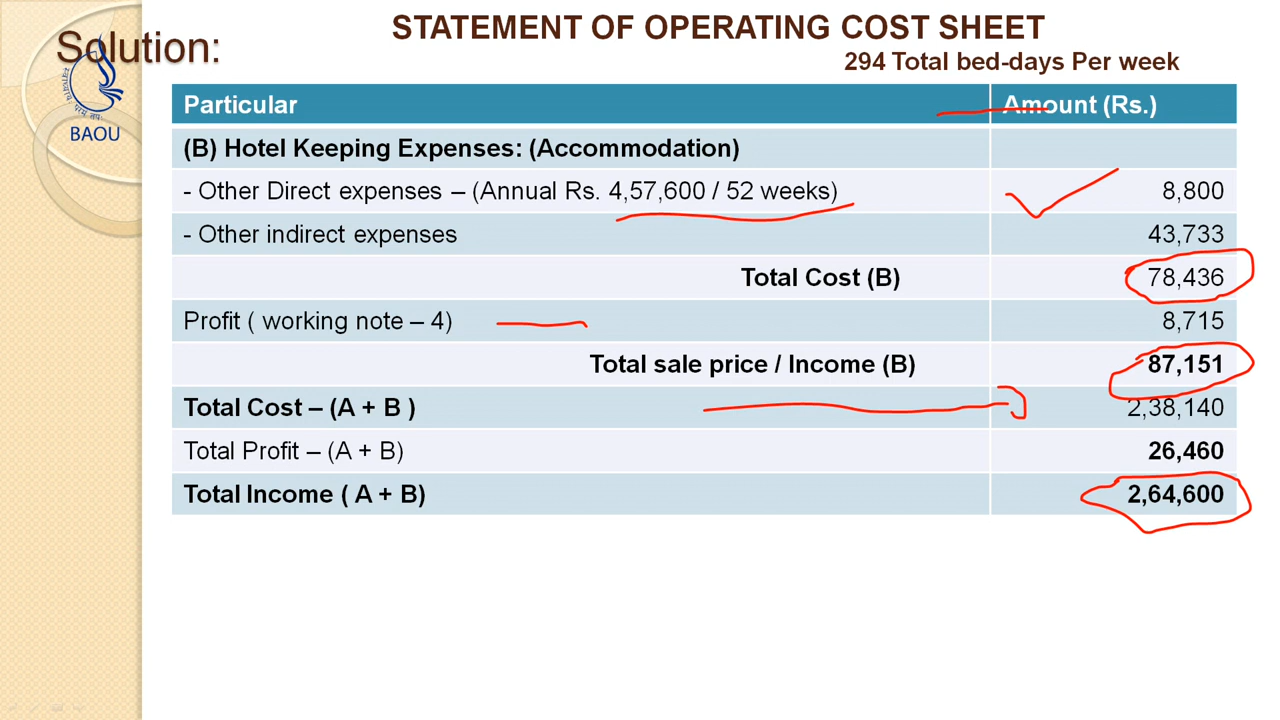 STATEMENT OF OPERATING COST SHEET
Solution:
294 Total bed-days Per week
BAOU
Particular Amount (Rs.)
(B) Hotel Keeping Expenses: (Accommodation)
- Other Direct expenses – (Annual Rs. 4,57,600 / 52 weeks) 8,800
- Other indirect expenses 43,733
Total Cost (B) 78,436
Profit ( working note – 4) 8,715
Total sale price / Income (B) 87,151
Total Cost – (A + B ) 2,38,140
Total Profit – (A + B) 26,460
Total Income ( A + B) 2,64,600